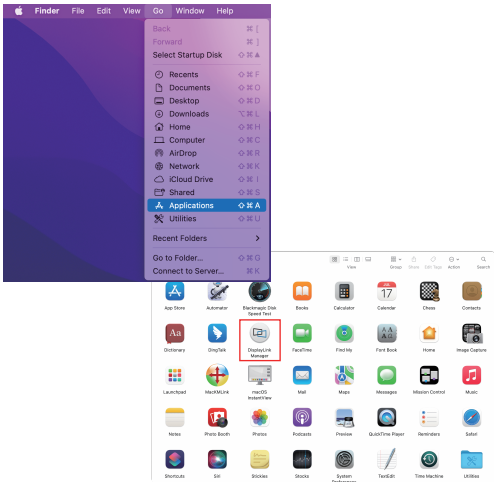 Finder File Edit View Go Window Help
Back ⌘ [
Forward ⌘ ]
Select Startup Disk ⇧ ⌘ ▲
Recents ⇧ ⌘ F
Documents ⇧ ⌘ O
Desktop ⇧ ⌘ D
Downloads ⌥ ⌘ L
Home ⇧ ⌘ H
Computer ⇧ ⌘ C
AirDrop ⇧ ⌘ R
Network ⇧ ⌘ K
iCloud Drive ⇧ ⌘ I
Shared ⇧ ⌘ S
Applications ⇧ ⌘ A
Utilities ⇧ ⌘ U
Recent Folders >
Go to Folder... ⇧ ⌘ G
Connect to Server... ⌘ K
View Group Share Edit Tags Action Search
17
App Store Automator Blackmagic Disk Speed Test Books Calculator Calendar Chess Contacts
Aa
Dictionary DingTalk DisplayLink Manager FaceTime Find My Font Book Home Image Capture
Launchpad MacKMLink macOS InstantView Mail Maps Messages Mission Control Music
Notes Photo Booth Photos Podcasts Preview QuickTime Player Reminders Safari
Shortcuts Siri Stickies Stocks System TextEdit Time Machine Utilities